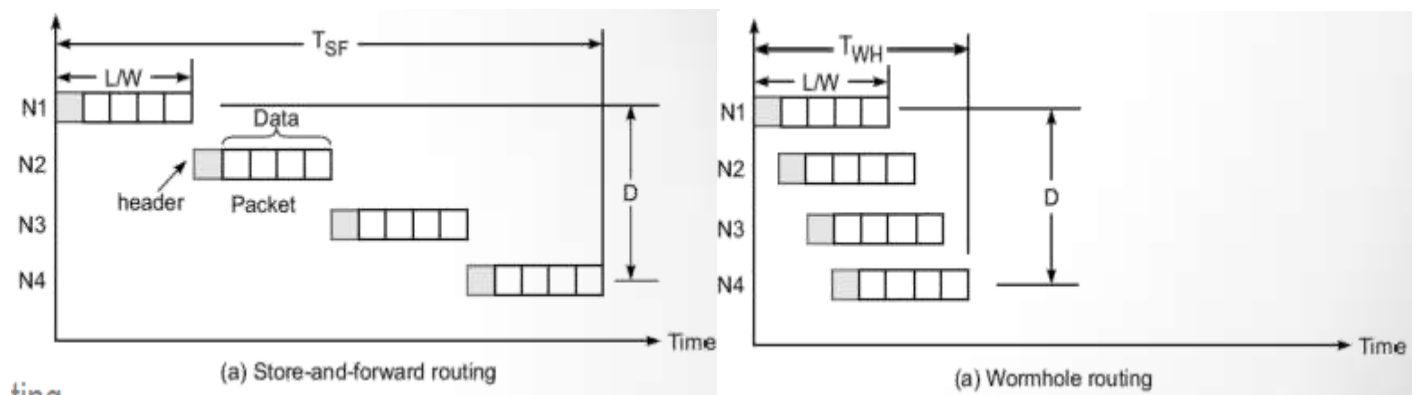 T_SF
L/W
N1
Data
N2
header
Packet
D
N3
N4
Time
(a) Store-and-forward routing
T_WH
L/W
N1
N2
D
N3
N4
Time
(a) Wormhole routing